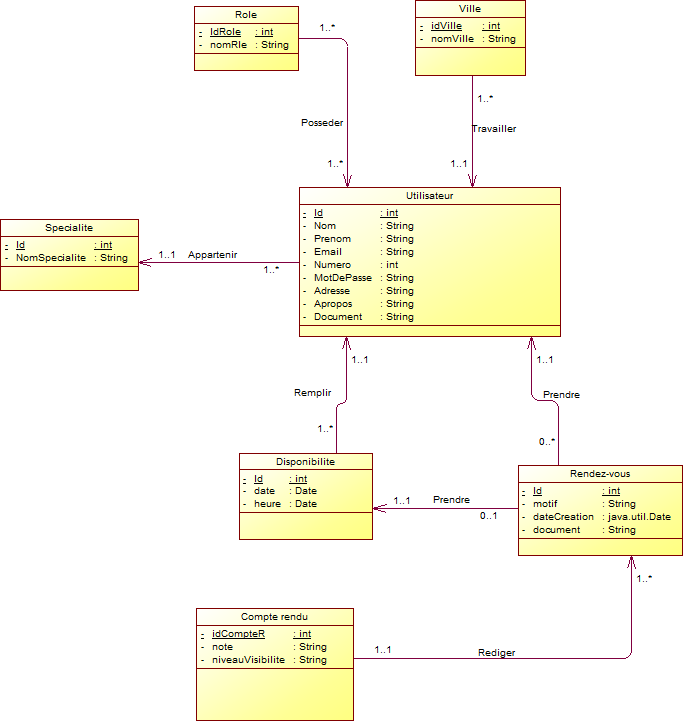 Role
- IdRole : int
- nomRle : String
Ville
- idVille : int
- nomVille : String
1..*
Posseder
1..*
1..*
Travailler
1..1
Utilisateur
- Id : int
- Nom : String
- Prenom : String
- Email : String
- Numero : int
- MotDePasse : String
- Adresse : String
- Apropos : String
- Document : String
Specialite
- Id : int
- NomSpecialite : String
1..1
Appartenir
1..*
1..1
Remplir
1..*
1..1
Prendre
0..*
Disponibilite
- Id : int
- date : Date
- heure : Date
1..1
Prendre
0..1
Rendez-vous
- Id : int
- motif : String
- dateCreation : java.util.Date
- document : String
1..*
Compte rendu
- idCompteR : int
- note : String
- niveauVisibilite : String
1..1
Rediger